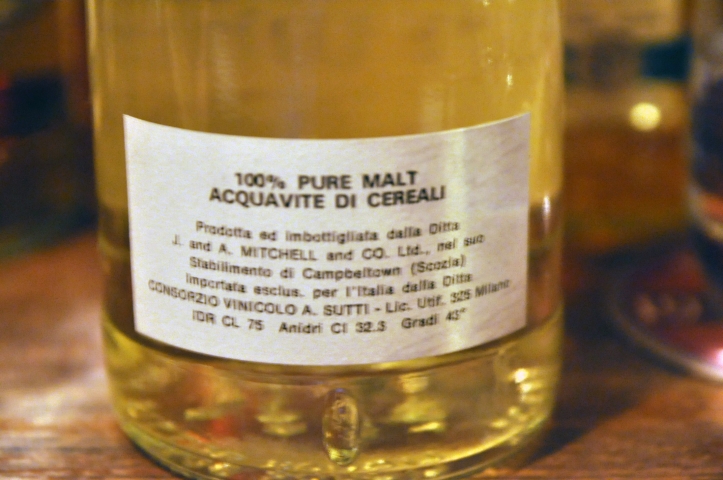 100% PURE MALT
ACQUAVITE DI CEREALI
Prodotta ed imbottigliata dalla Ditta
J. and A. MITCHELL and CO. Ltd., nel suo
Stabilimento di Campbeltown (Scozia)
Importata esclus. per l'Italia dalla Ditta
CONSORZIO VINICOLO A. SUTTI - Lic. Utif. 325 Milano
IDR CL 75 Anidri Cl 32.3 Gradi 43°